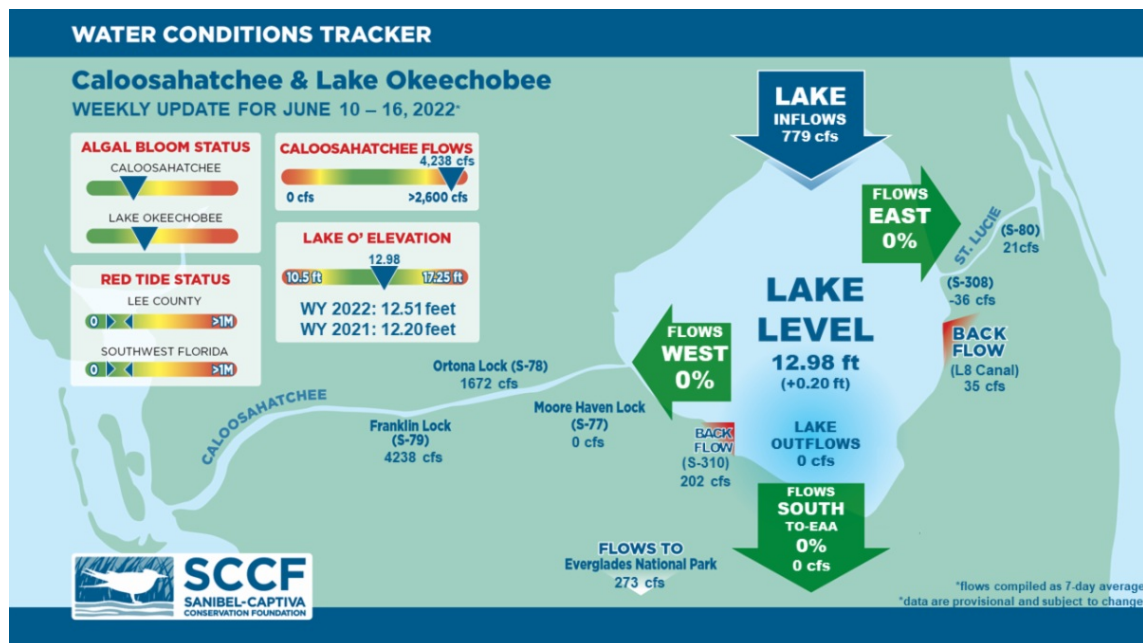 WATER CONDITIONS TRACKER
Caloosahatchee & Lake Okeechobee
WEEKLY UPDATE FOR JUNE 10 – 16, 2022*
ALGAL BLOOM STATUS
CALOOSAHATCHEE
LAKE OKEECHOBEE
RED TIDE STATUS
LEE COUNTY
0 >1M
SOUTHWEST FLORIDA
0 >1M
CALOOSAHATCHEE FLOWS
4,238 cfs
0 cfs >2,600 cfs
LAKE O' ELEVATION
12.98
10.5 ft 17.25 ft
WY 2022: 12.51 feet
WY 2021: 12.20 feet
LAKE
INFLOWS
779 cfs
FLOWS
EAST
0%
ST. LUCIE
(S-80)
21cfs
(S-308)
-36 cfs
BACK
FLOW
(L8 Canal)
35 cfs
LAKE
LEVEL
12.98 ft
(+0.20 ft)
FLOWS
WEST
0%
LAKE
OUTFLOWS
0 cfs
Ortona Lock (S-78)
1672 cfs
Moore Haven Lock
(S-77)
0 cfs
CALOOSAHATCHEE
Franklin Lock
(S-79)
4238 cfs
BACK
FLOW
(S-310)
202 cfs
FLOWS
SOUTH
TO-EAA
0%
0 cfs
FLOWS TO
Everglades National Park
273 cfs
SCCF
SANIBEL-CAPTIVA
CONSERVATION FOUNDATION
*flows compiled as 7-day average
*data are provisional and subject to change